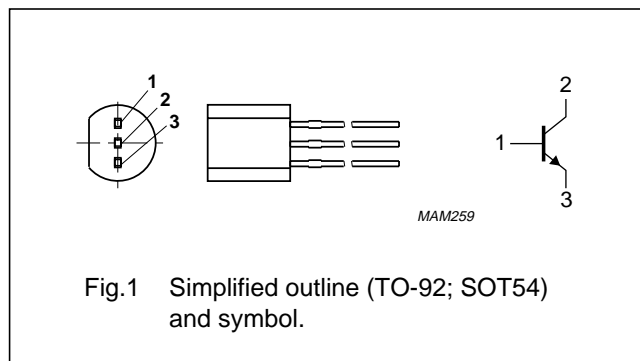 1
2
3
2
1
3
MAM259
Fig.1 Simplified outline (TO-92; SOT54)
and symbol.